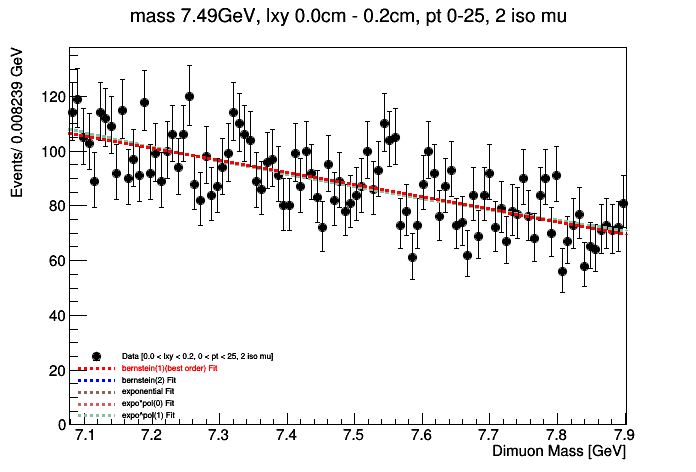 mass 7.49GeV, lxy 0.0cm - 0.2cm, pt 0-25, 2 iso mu
Events/ 0.008239 GeV
120
100
80
60
40
20
0
Data [0.0 < lxy < 0.2, 0 < pt < 25, 2 iso mu]
bernstein(1)(best order) Fit
bernstein(2) Fit
exponential Fit
expo*pol(0) Fit
expo*pol(1) Fit
7.1 7.2 7.3 7.4 7.5 7.6 7.7 7.8 7.9
Dimuon Mass [GeV]